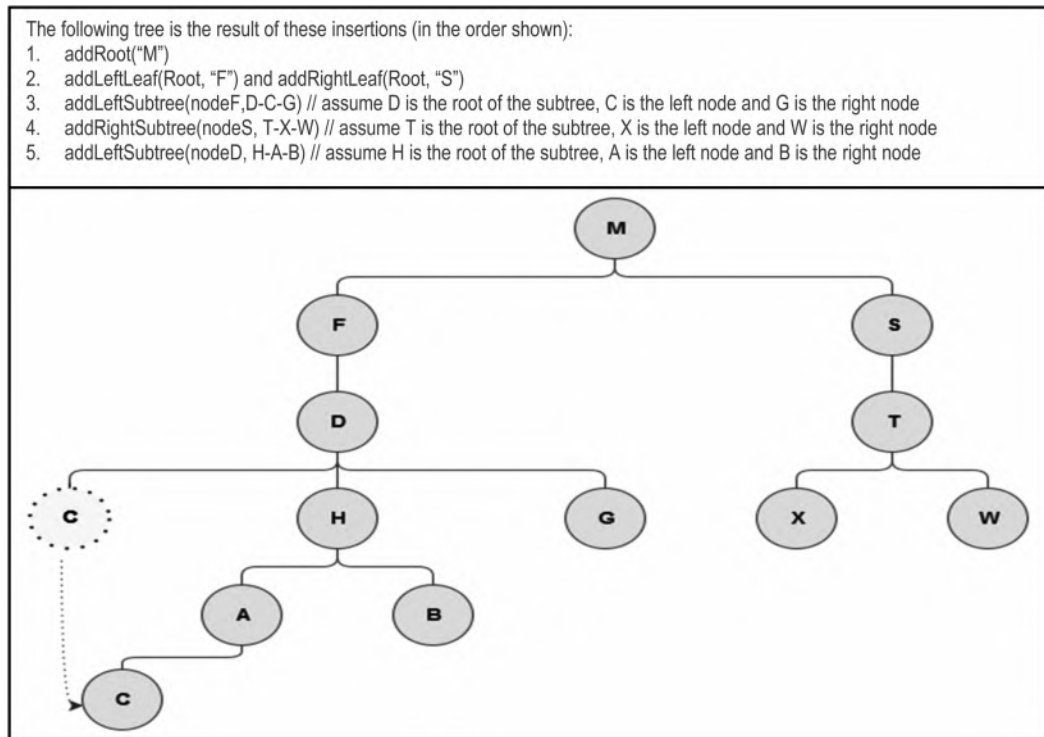 The following tree is the result of these insertions (in the order shown):
1. addRoot(“M”)
2. addLeftLeaf(Root, “F”) and addRightLeaf(Root, “S”)
3. addLeftSubtree(nodeF,D-C-G) // assume D is the root of the subtree, C is the left node and G is the right node
4. addRightSubtree(nodeS, T-X-W) // assume T is the root of the subtree, X is the left node and W is the right node
5. addLeftSubtree(nodeD, H-A-B) // assume H is the root of the subtree, A is the left node and B is the right node
M
F S
D T
C H G X W
A B
C